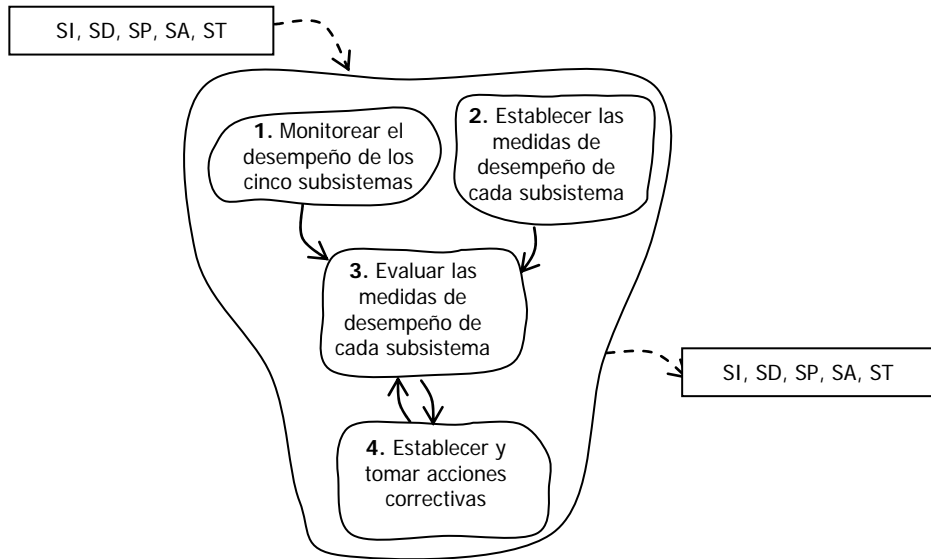 SI, SD, SP, SA, ST
1. Monitorear el
desempeño de los
cinco subsistemas
2. Establecer las
medidas de
desempeño de
cada subsistema
3. Evaluar las
medidas de
desempeño de
cada subsistema
SI, SD, SP, SA, ST
4. Establecer y
tomar acciones
correctivas